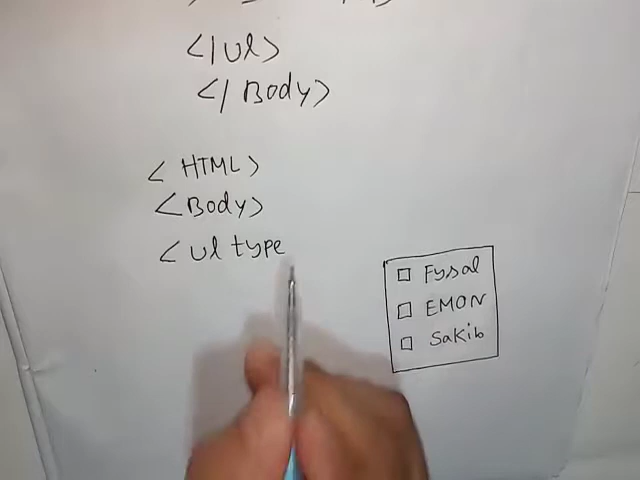 </ul>
</Body>
< HTML>
<Body>
< ul type
□ Fysal
□ EMON
□ Sakib